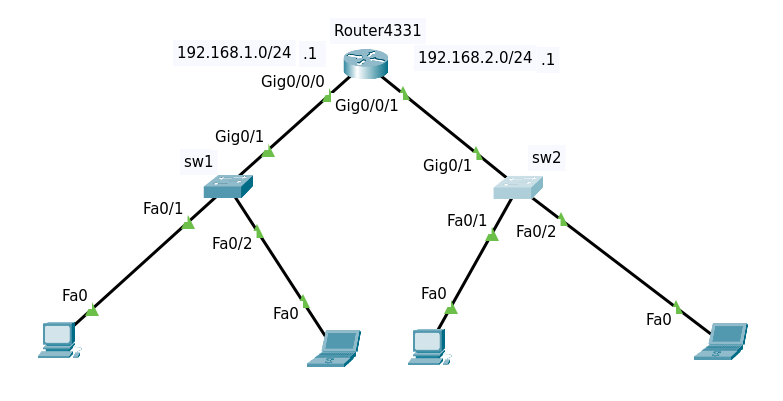 Router4331
192.168.1.0/24 .1
192.168.2.0/24 .1
Gig0/0/0
Gig0/0/1
Gig0/1
sw1
Gig0/1
sw2
Fa0/1
Fa0/2
Fa0/1
Fa0/2
Fa0
Fa0
Fa0
Fa0